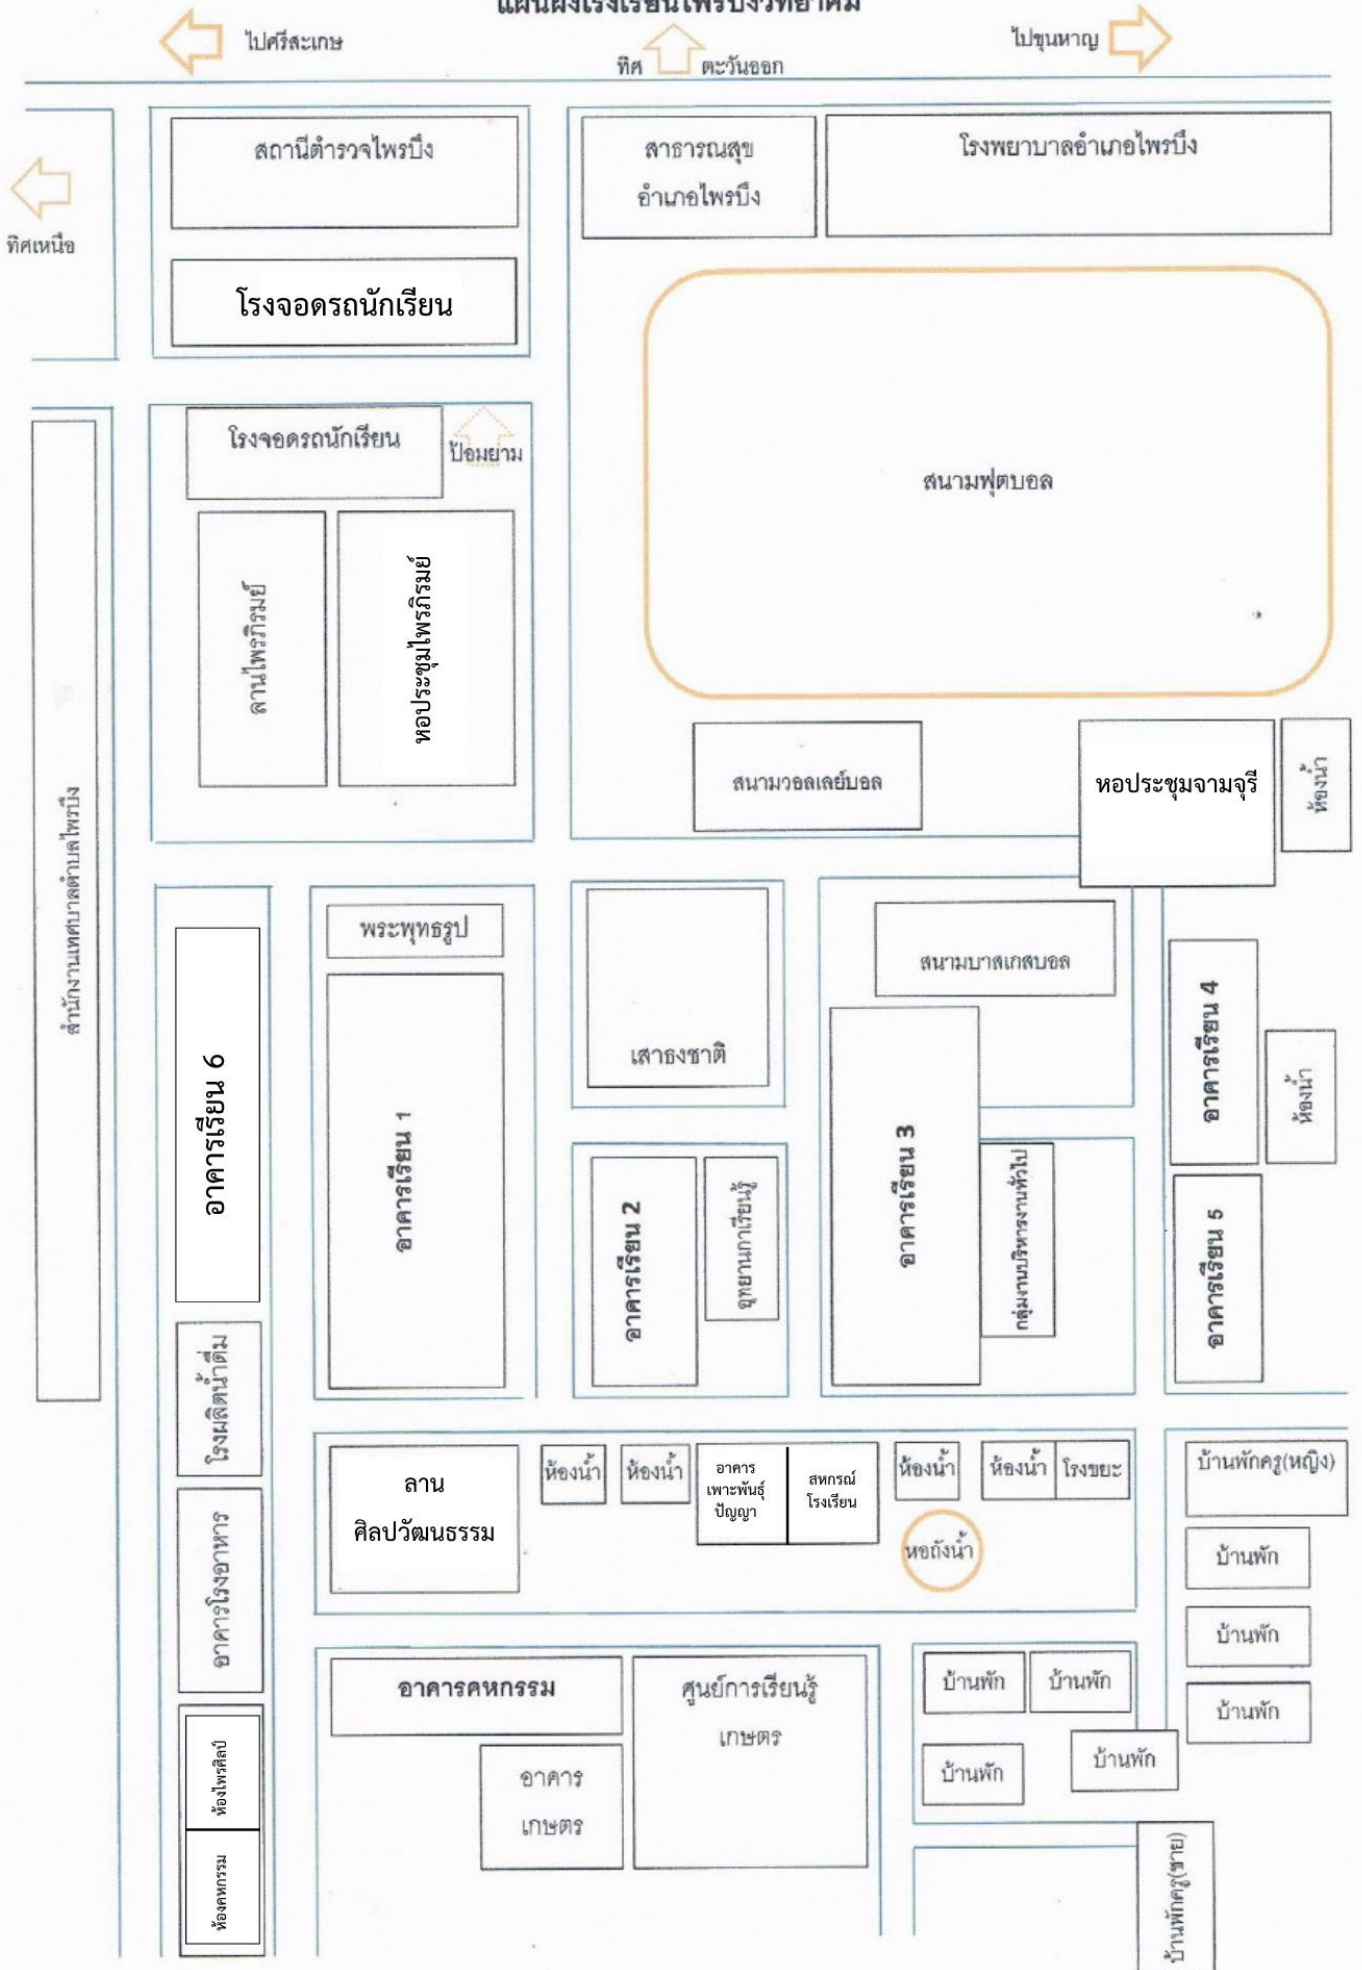 แผนผังโรงเรียนไพรบึงวิทยาคม
ไปศรีสะเกษ
ทิศ ตะวันออก
ไปขุนหาญ
ทิศเหนือ
สถานีตำรวจไพรบึง
สาธารณสุข
อำเภอไพรบึง
โรงพยาบาลอำเภอไพรบึง
โรงจอดรถนักเรียน
โรงจอดรถนักเรียน
ป้อมยาม
สนามฟุตบอล
ลานไพรภิรมย์
หอประชุมไพรภิรมย์
สนามวอลเลย์บอล
หอประชุมจามจุรี
ห้องน้ำ
สำนักงานเทศบาลตำบลไพรบึง
พระพุทธรูป
อาคารเรียน 6
อาคารเรียน 1
เสาธงชาติ
สนามบาสเกสบอล
อาคารเรียน 4
ห้องน้ำ
อาคารเรียน 2
อุทยานกาเรียนรู้
อาคารเรียน 3
กลุ่มงานบริหารงานทั่วไป
อาคารเรียน 5
โรงผลิตน้ำดื่ม
ลาน
ศิลปวัฒนธรรม
ห้องน้ำ
ห้องน้ำ
อาคาร
เพาะพันธุ์
ปัญญา
สหกรณ์
โรงเรียน
ห้องน้ำ
ห้องน้ำ
โรงขยะ
บ้านพักครู(หญิง)
หอถังน้ำ
บ้านพัก
บ้านพัก
บ้านพัก
อาคารโรงอาหาร
อาคารคหกรรม
ศูนย์การเรียนรู้
เกษตร
บ้านพัก
บ้านพัก
บ้านพัก
บ้านพัก
อาคาร
เกษตร
ห้องไพรศิลป์
ห้องคหกรรม
บ้านพักครู(ชาย)